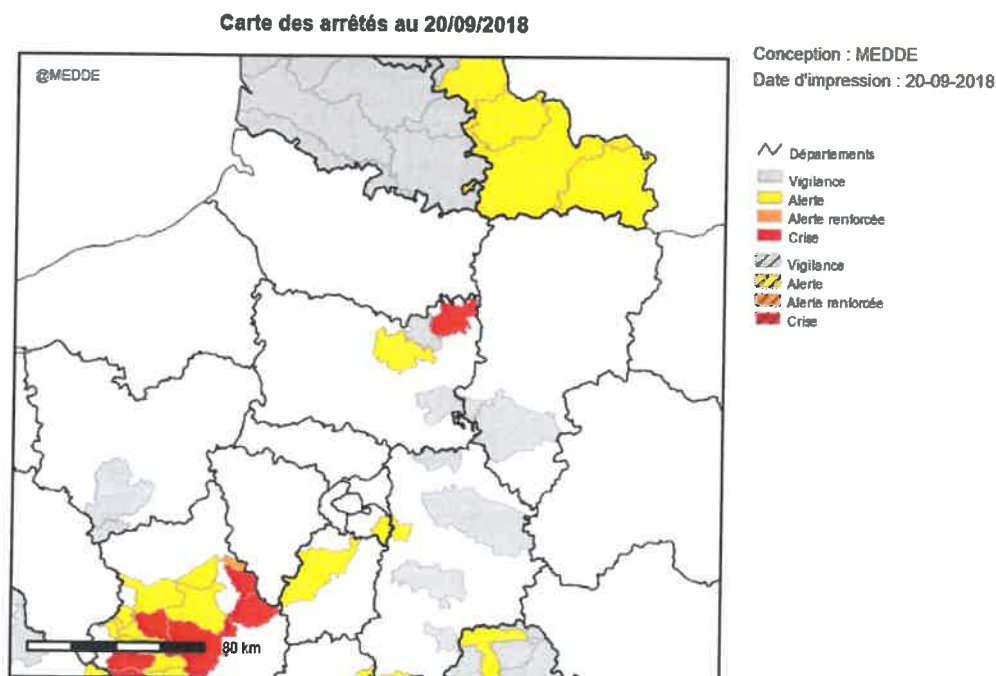 Carte des arrêtés au 20/09/2018
@MEDDE
Conception : MEDDE
Date d'impression : 20-09-2018
Départements
Vigilance
Alerte
Alerte renforcée
Crise
Vigilance
Alerte
Alerte renforcée
Crise
80 km